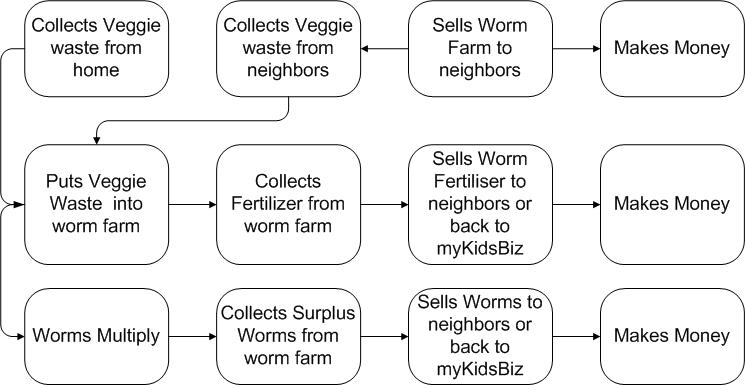 Collects Veggie
waste from
home
Collects Veggie
waste from
neighbors
Sells Worm
Farm to
neighbors
Makes Money
Puts Veggie
Waste into
worm farm
Collects
Fertilizer from
worm farm
Sells Worm
Fertiliser to
neighbors or
back to
myKidsBiz
Makes Money
Worms Multiply
Collects Surplus
Worms from
worm farm
Sells Worms to
neighbors or
back to
myKidsBiz
Makes Money